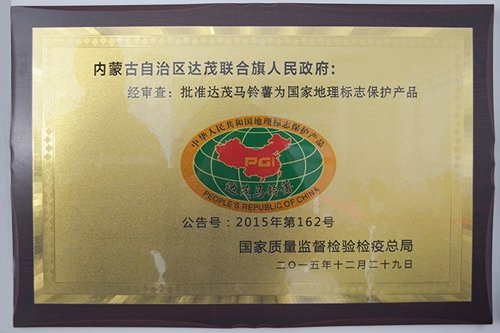 内蒙古自治区达茂联合旗人民政府：
经审查：批准达茂马铃薯为国家地理标志保护产品
中华人民共和国地理标志保护产品
PGI
达茂马铃薯
PEOPLE'S REPUBLIC OF CHINA
公告号：2015年第162号
国家质量监督检验检疫总局
二〇一五年十二月二十九日